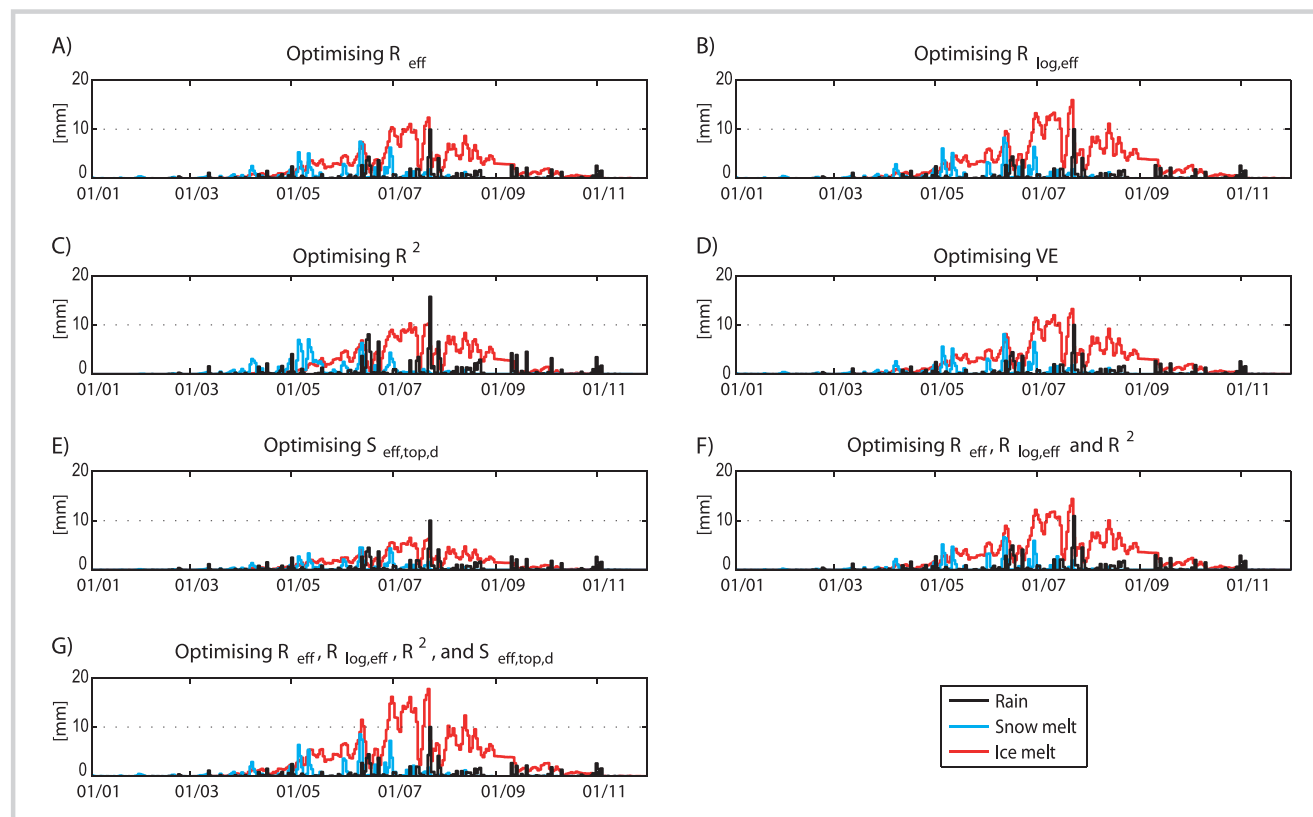 A)
Optimising R eff
20
[mm]
10
0
01/01 01/03 01/05 01/07 01/09 01/11
B)
Optimising R log,eff
20
[mm]
10
0
01/01 01/03 01/05 01/07 01/09 01/11
C)
Optimising R 2
20
[mm]
10
0
01/01 01/03 01/05 01/07 01/09 01/11
D)
Optimising VE
20
[mm]
10
0
01/01 01/03 01/05 01/07 01/09 01/11
E)
Optimising S eff,top,d
20
[mm]
10
0
01/01 01/03 01/05 01/07 01/09 01/11
F)
Optimising R eff, R log,eff and R 2
20
[mm]
10
0
01/01 01/03 01/05 01/07 01/09 01/11
G)
Optimising R eff, R log,eff, R 2, and S eff,top,d
20
[mm]
10
0
01/01 01/03 01/05 01/07 01/09 01/11
Rain
Snow melt
Ice melt